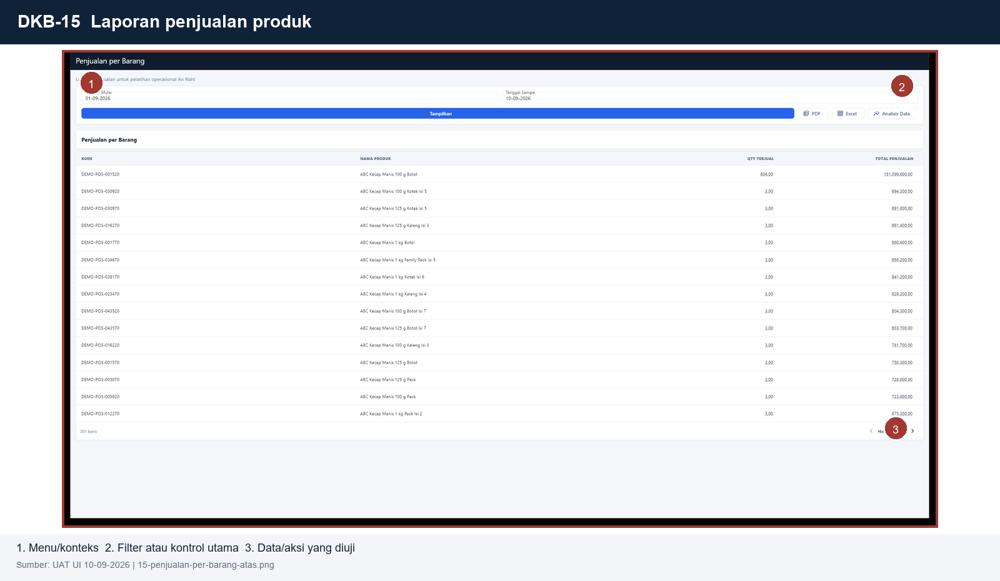 DKB-15 Laporan penjualan produk
Penjualan per Barang
1
ualan untuk pelatihan operasional An Nahl
2
Mulai
01-09-2026
Tanggal Sampai
10-09-2026
Tampilkan
PDF
Excel
Analisis Data
Penjualan per Barang
KODE NAMA PRODUK QTY TERJUAL TOTAL PENJUALAN
DEMO-POS-001520 ABC Kecap Manis 100 g Botol 604,00 151.099.000,00
DEMO-POS-030920 ABC Kecap Manis 100 g Kotak Isi 5 3,00 894.300,00
DEMO-POS-030970 ABC Kecap Manis 125 g Kotak Isi 5 3,00 891.000,00
DEMO-POS-016270 ABC Kecap Manis 125 g Kaleng Isi 3 3,00 881.400,00
DEMO-POS-001770 ABC Kecap Manis 1 kg Botol 3,00 860.400,00
DEMO-POS-034670 ABC Kecap Manis 1 kg Family Pack Isi 5 3,00 856.200,00
DEMO-POS-038170 ABC Kecap Manis 1 kg Kotak Isi 6 3,00 841.200,00
DEMO-POS-023470 ABC Kecap Manis 1 kg Kaleng Isi 4 3,00 829.200,00
DEMO-POS-043520 ABC Kecap Manis 100 g Botol Isi 7 3,00 804.300,00
DEMO-POS-043570 ABC Kecap Manis 125 g Botol Isi 7 3,00 803.700,00
DEMO-POS-016220 ABC Kecap Manis 100 g Kaleng Isi 3 3,00 761.700,00
DEMO-POS-001570 ABC Kecap Manis 125 g Botol 3,00 750.300,00
DEMO-POS-005070 ABC Kecap Manis 125 g Pack 3,00 726.000,00
DEMO-POS-005020 ABC Kecap Manis 100 g Pack 3,00 723.000,00
DEMO-POS-012270 ABC Kecap Manis 1 kg Pack Isi 2 3,00 675.300,00
201 baris
3
1. Menu/konteks 2. Filter atau kontrol utama 3. Data/aksi yang diuji
Sumber: UAT UI 10-09-2026 | 15-penjualan-per-barang-atas.png